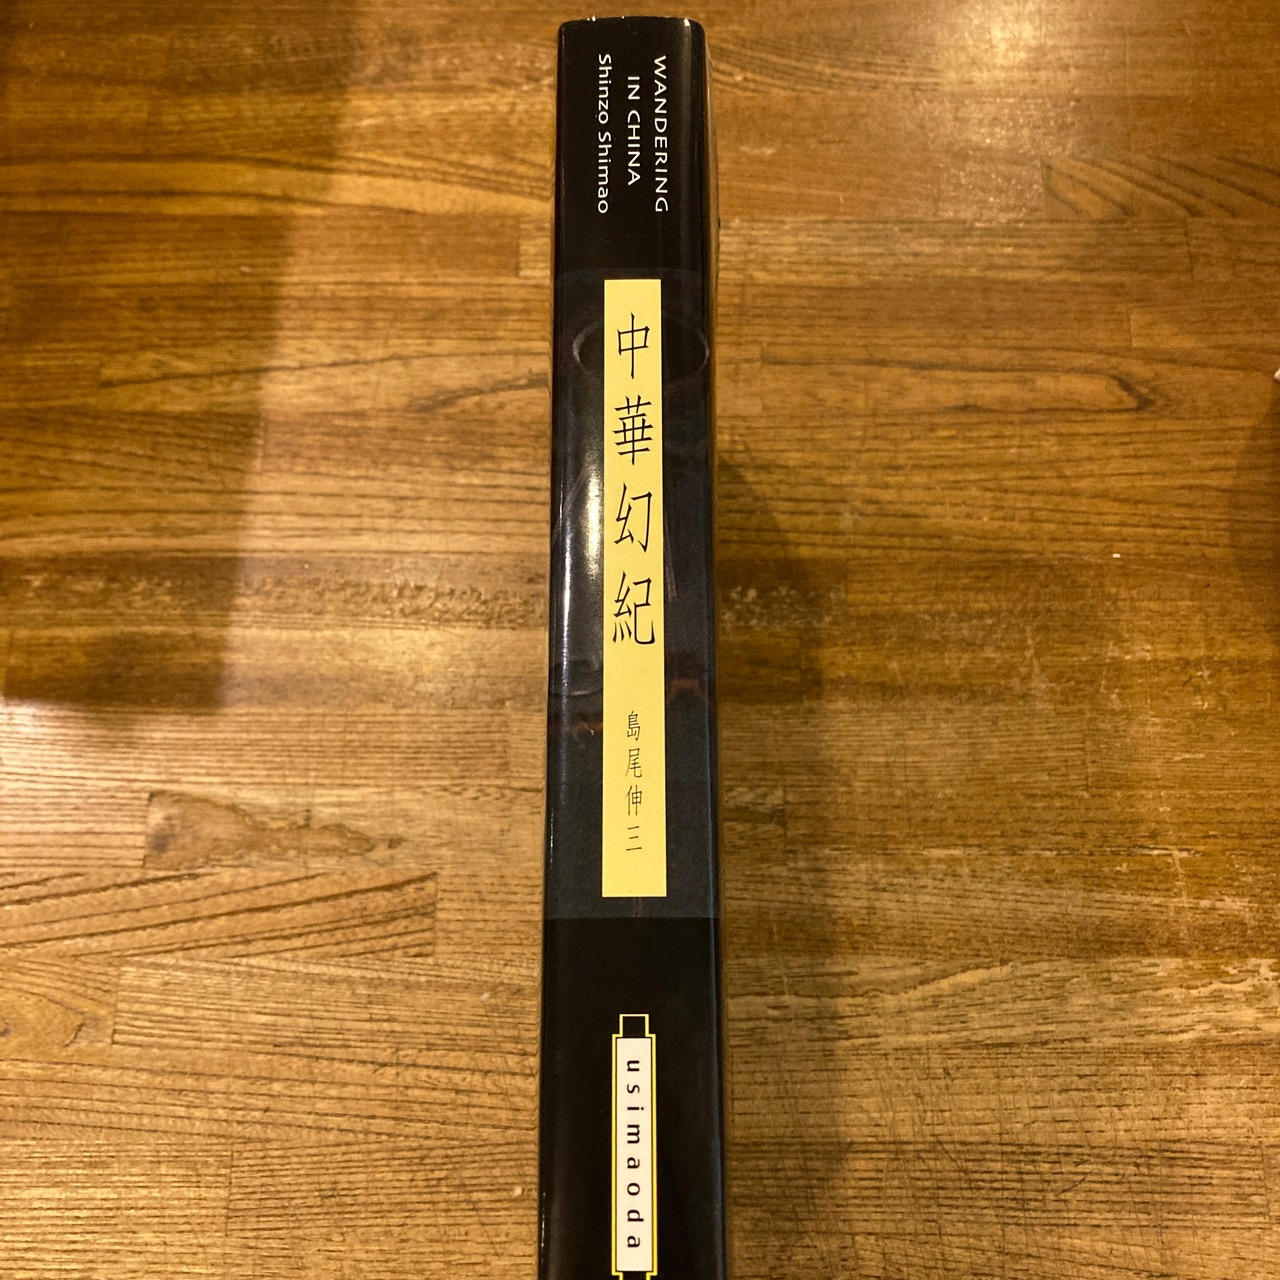 WANDERING
IN CHINA
Shinzo Shimao
中華幻紀
島尾伸三
usimaoda